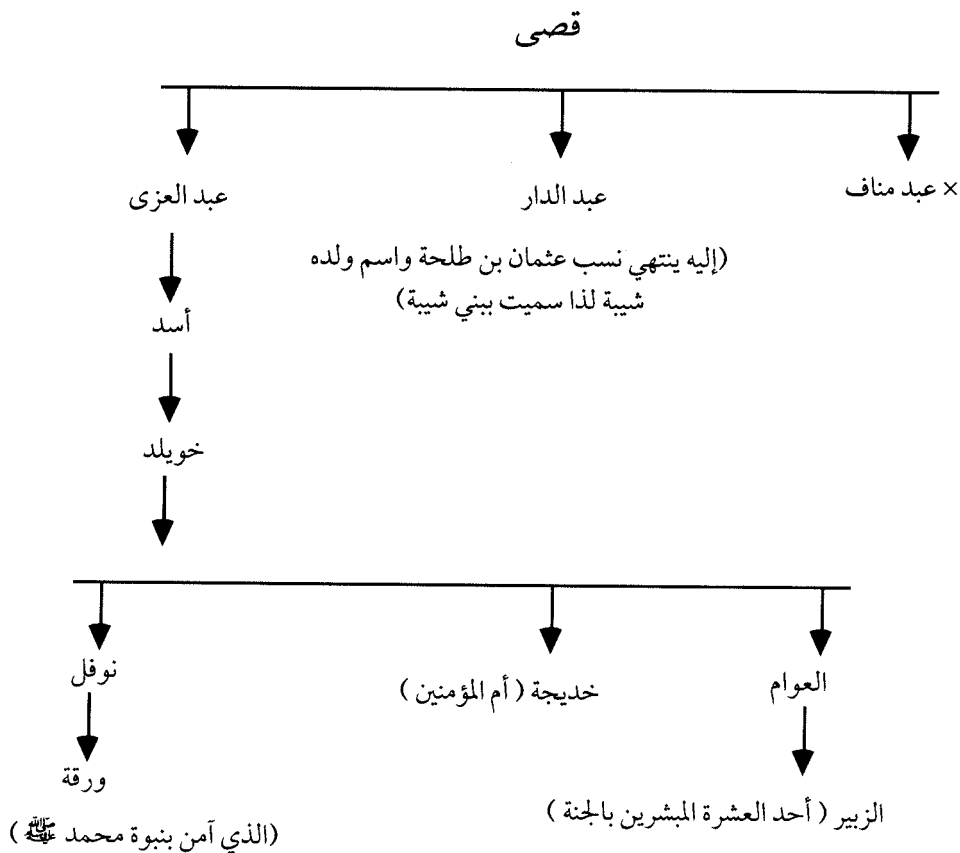 قصى
× عبد مناف
عبد الدار
عبد العزى
(إليه ينتهي نسب عثمان بن طلحة واسم ولده
شيبة لذا سميت ببني شيبة)
أسد
خويلد
العوام
خديجة ( أم المؤمنين )
نوفل
الزبير ( أحد العشرة المبشرين بالجنة )
ورقة
(الذي آمن بنبوة محمد ﷺ )